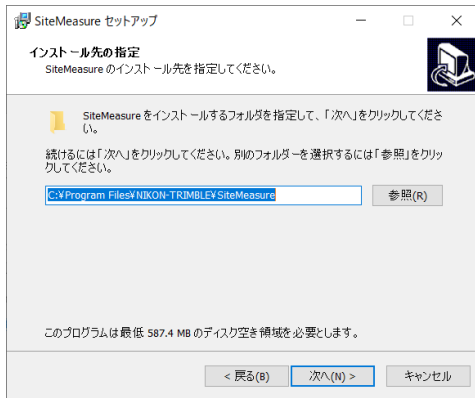 SiteMeasure セットアップ
インストール先の指定
SiteMeasure のインストール先を指定してください。
SiteMeasure をインストールするフォルダを指定して、「次へ」をクリックしてくださ
い。
続けるには「次へ」をクリックしてください。別のフォルダーを選択するには「参照」をクリッ
クしてください。
C:¥Program Files¥NIKON-TRIMBLE¥SiteMeasure
参照(R)
このプログラムは最低 587.4 MB のディスク空き領域を必要とします。
< 戻る(B)
次へ(N) >
キャンセル